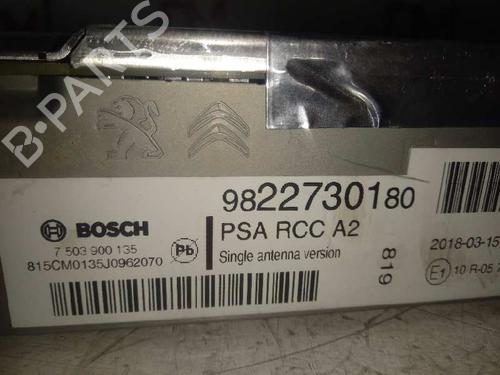 B-PARTS
9822730180
BOSCH
PSA RCC A2
7 503 900 135
Single antenna version
2018-03-15
815CM0135J0962070
Pb
819
E1
10 R-05 7